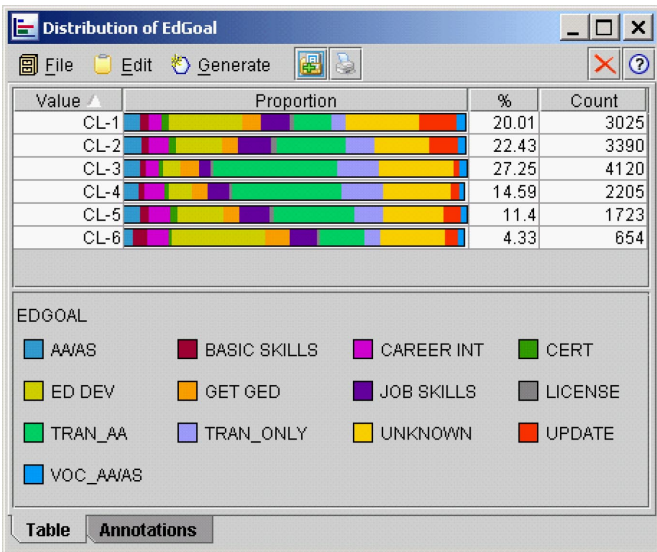 Distribution of EdGoal
File Edit Generate
Value Proportion % Count
CL-1 20.01 3025
CL-2 22.43 3390
CL-3 27.25 4120
CL-4 14.59 2205
CL-5 11.4 1723
CL-6 4.33 654
EDGOAL
AA/AS BASIC SKILLS CAREER INT CERT
ED DEV GET GED JOB SKILLS LICENSE
TRAN_AA TRAN_ONLY UNKNOWN UPDATE
VOC_AA/AS
Table Annotations